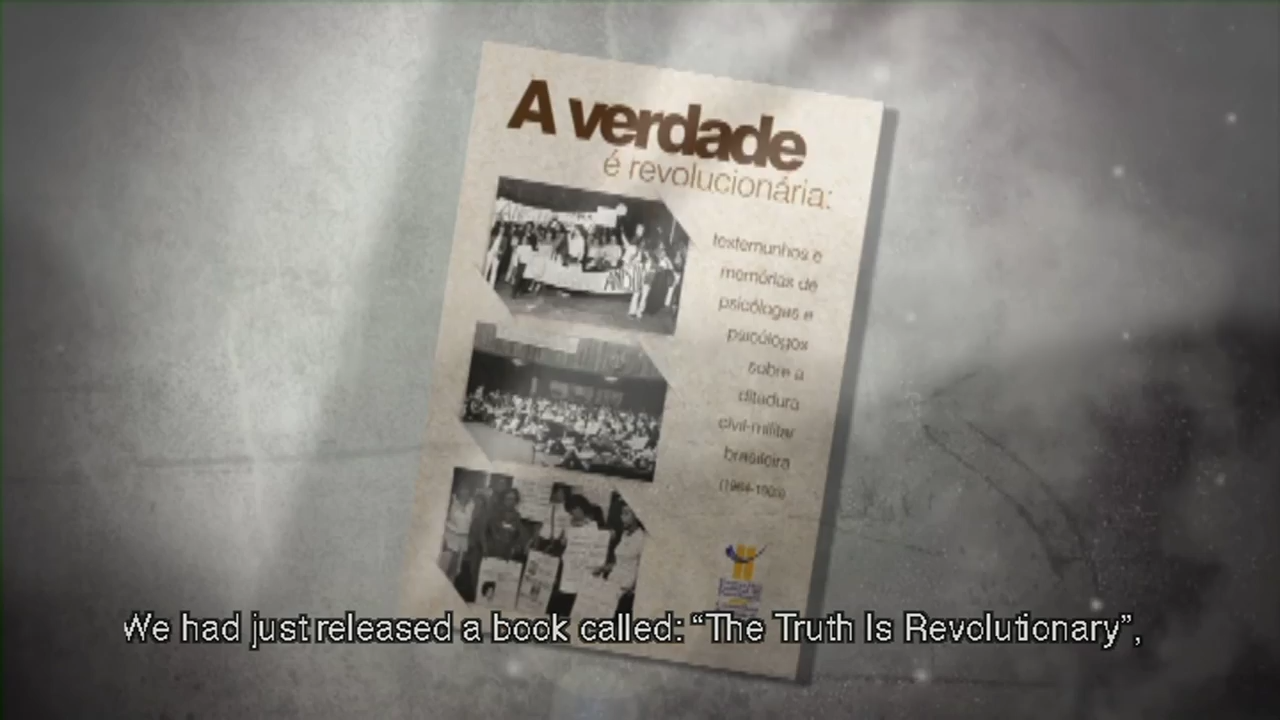 A verdade
é revolucionária:
testemunhos e
memórias de
psicólogas e
psicólogos
sobre a
ditadura
civil-militar
brasileira
We had just released a book called: “The Truth Is Revolutionary”,